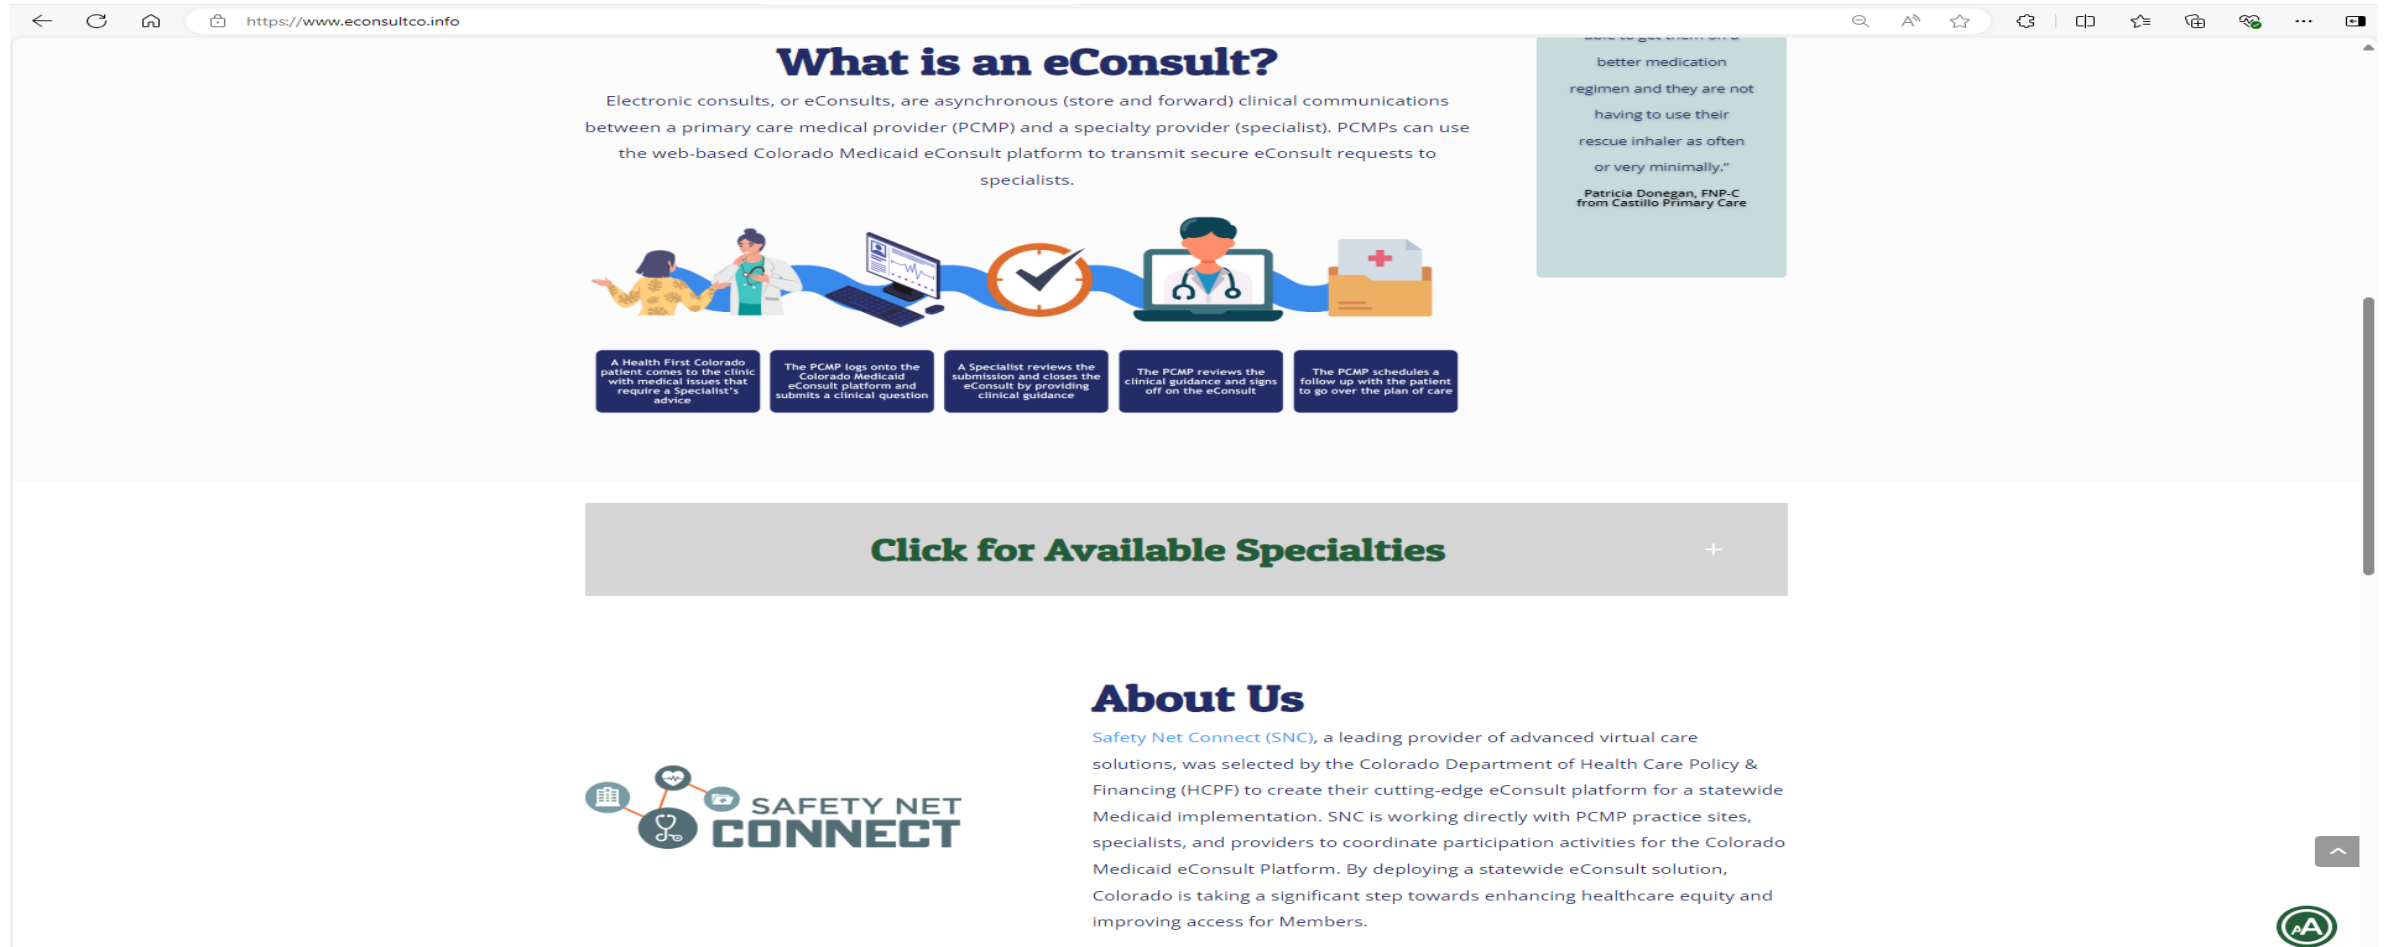 https://www.econsultco.info
What is an eConsult?
Electronic consults, or eConsults, are asynchronous (store and forward) clinical communications
between a primary care medical provider (PCMP) and a specialty provider (specialist). PCMPs can use
the web-based Colorado Medicaid eConsult platform to transmit secure eConsult requests to
specialists.
able to get them on a
better medication
regimen and they are not
having to use their
rescue inhaler as often
or very minimally."
Patricia Donegan, FNP-C
from Castillo Primary Care
A Health First Colorado
patient comes to the clinic
with medical issues that
require a Specialist's
advice
The PCMP logs onto the
Colorado Medicaid
eConsult platform and
submits a clinical question
A Specialist reviews the
submission and closes the
eConsult by providing
clinical guidance
The PCMP reviews the
clinical guidance and signs
off on the eConsult
The PCMP schedules a
follow up with the patient
to go over the plan of care
Click for Available Specialties
+
SAFETY NET
CONNECT
About Us
Safety Net Connect (SNC), a leading provider of advanced virtual care
solutions, was selected by the Colorado Department of Health Care Policy &
Financing (HCPF) to create their cutting-edge eConsult platform for a statewide
Medicaid implementation. SNC is working directly with PCMP practice sites,
specialists, and providers to coordinate participation activities for the Colorado
Medicaid eConsult Platform. By deploying a statewide eConsult solution,
Colorado is taking a significant step towards enhancing healthcare equity and
improving access for Members.
AA